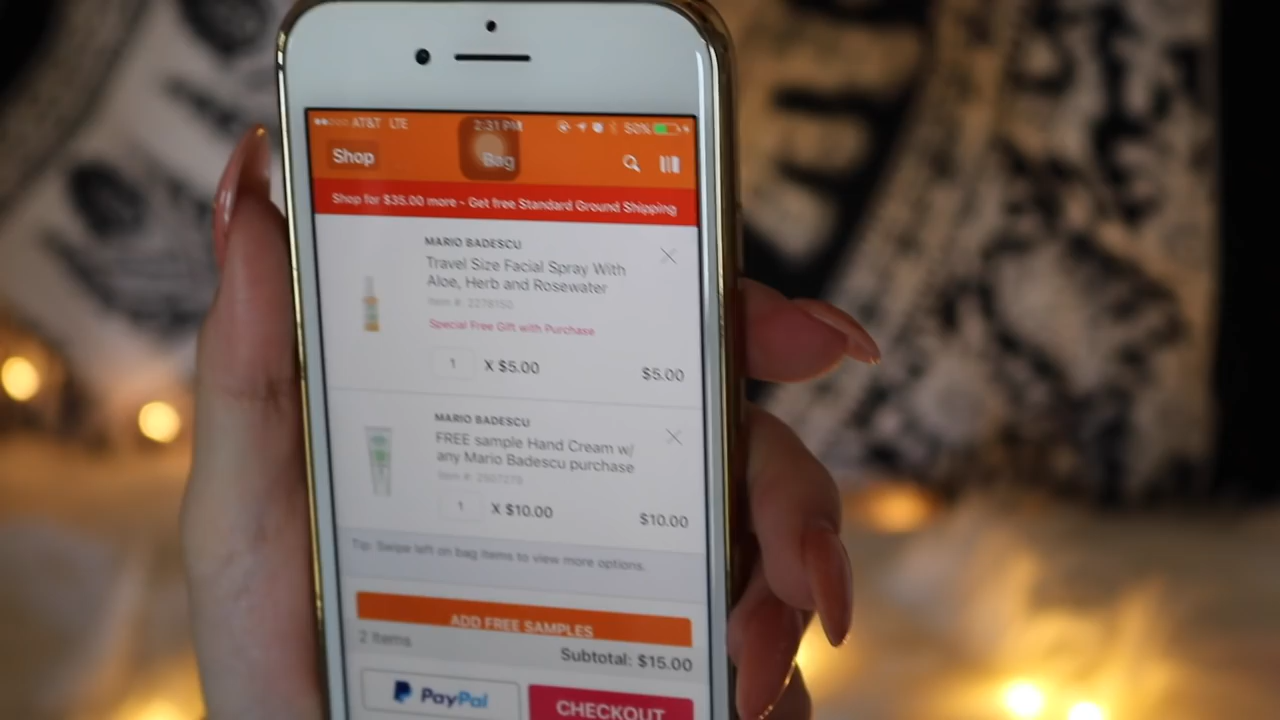 AT&T LTE 2:31 PM 50%
Shop Bag
Shop for $35.00 more - Get free Standard Ground Shipping
MARIO BADESCU
Travel Size Facial Spray With
Aloe, Herb and Rosewater
Item #: 2278150
Special Free Gift with Purchase
1 X $5.00 $5.00
MARIO BADESCU
FREE sample Hand Cream w/
any Mario Badescu purchase
Item #:
1 X $10.00 $10.00
Tip: Swipe left on bag items to view more options.
ADD FREE SAMPLES
2 Items
Subtotal: $15.00
PayPal
CHECKOUT